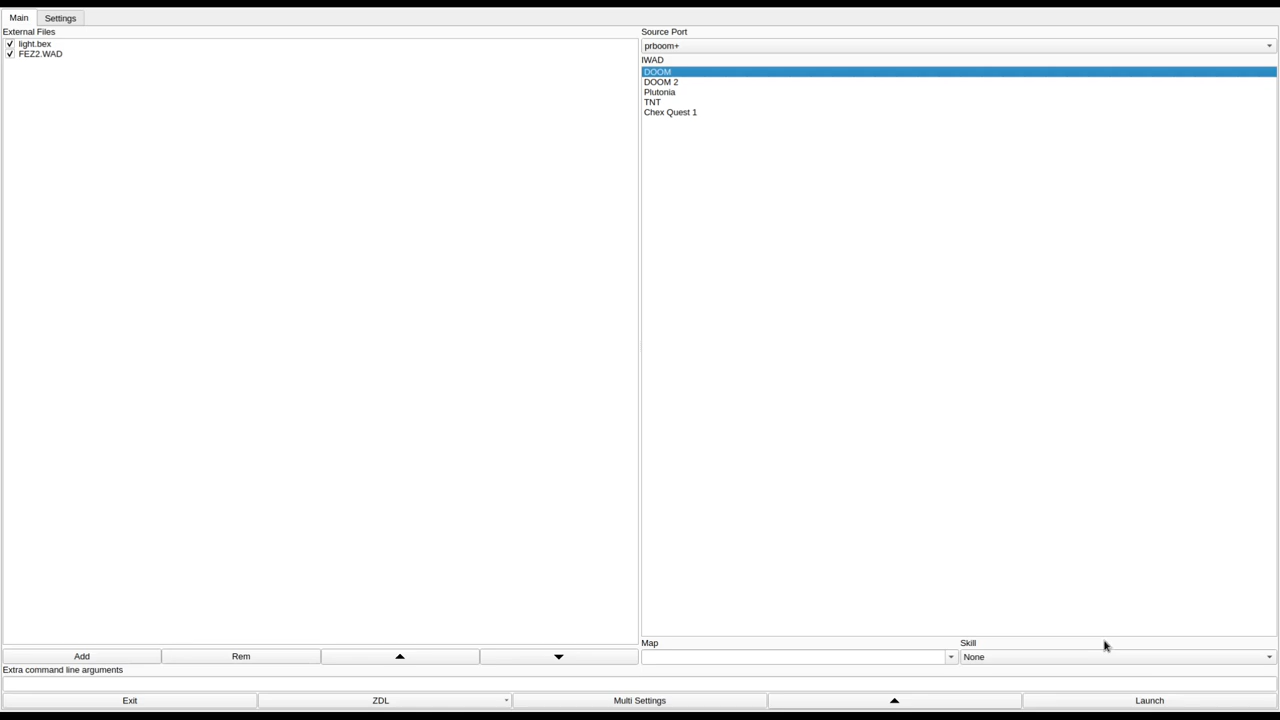 Main Settings
External Files
light.bex
FEZ2.WAD
Source Port
prboom+
IWAD
DOOM
DOOM 2
Plutonia
TNT
Chex Quest 1
Map Skill
None
Add Rem
Extra command line arguments
Exit ZDL Multi Settings Launch